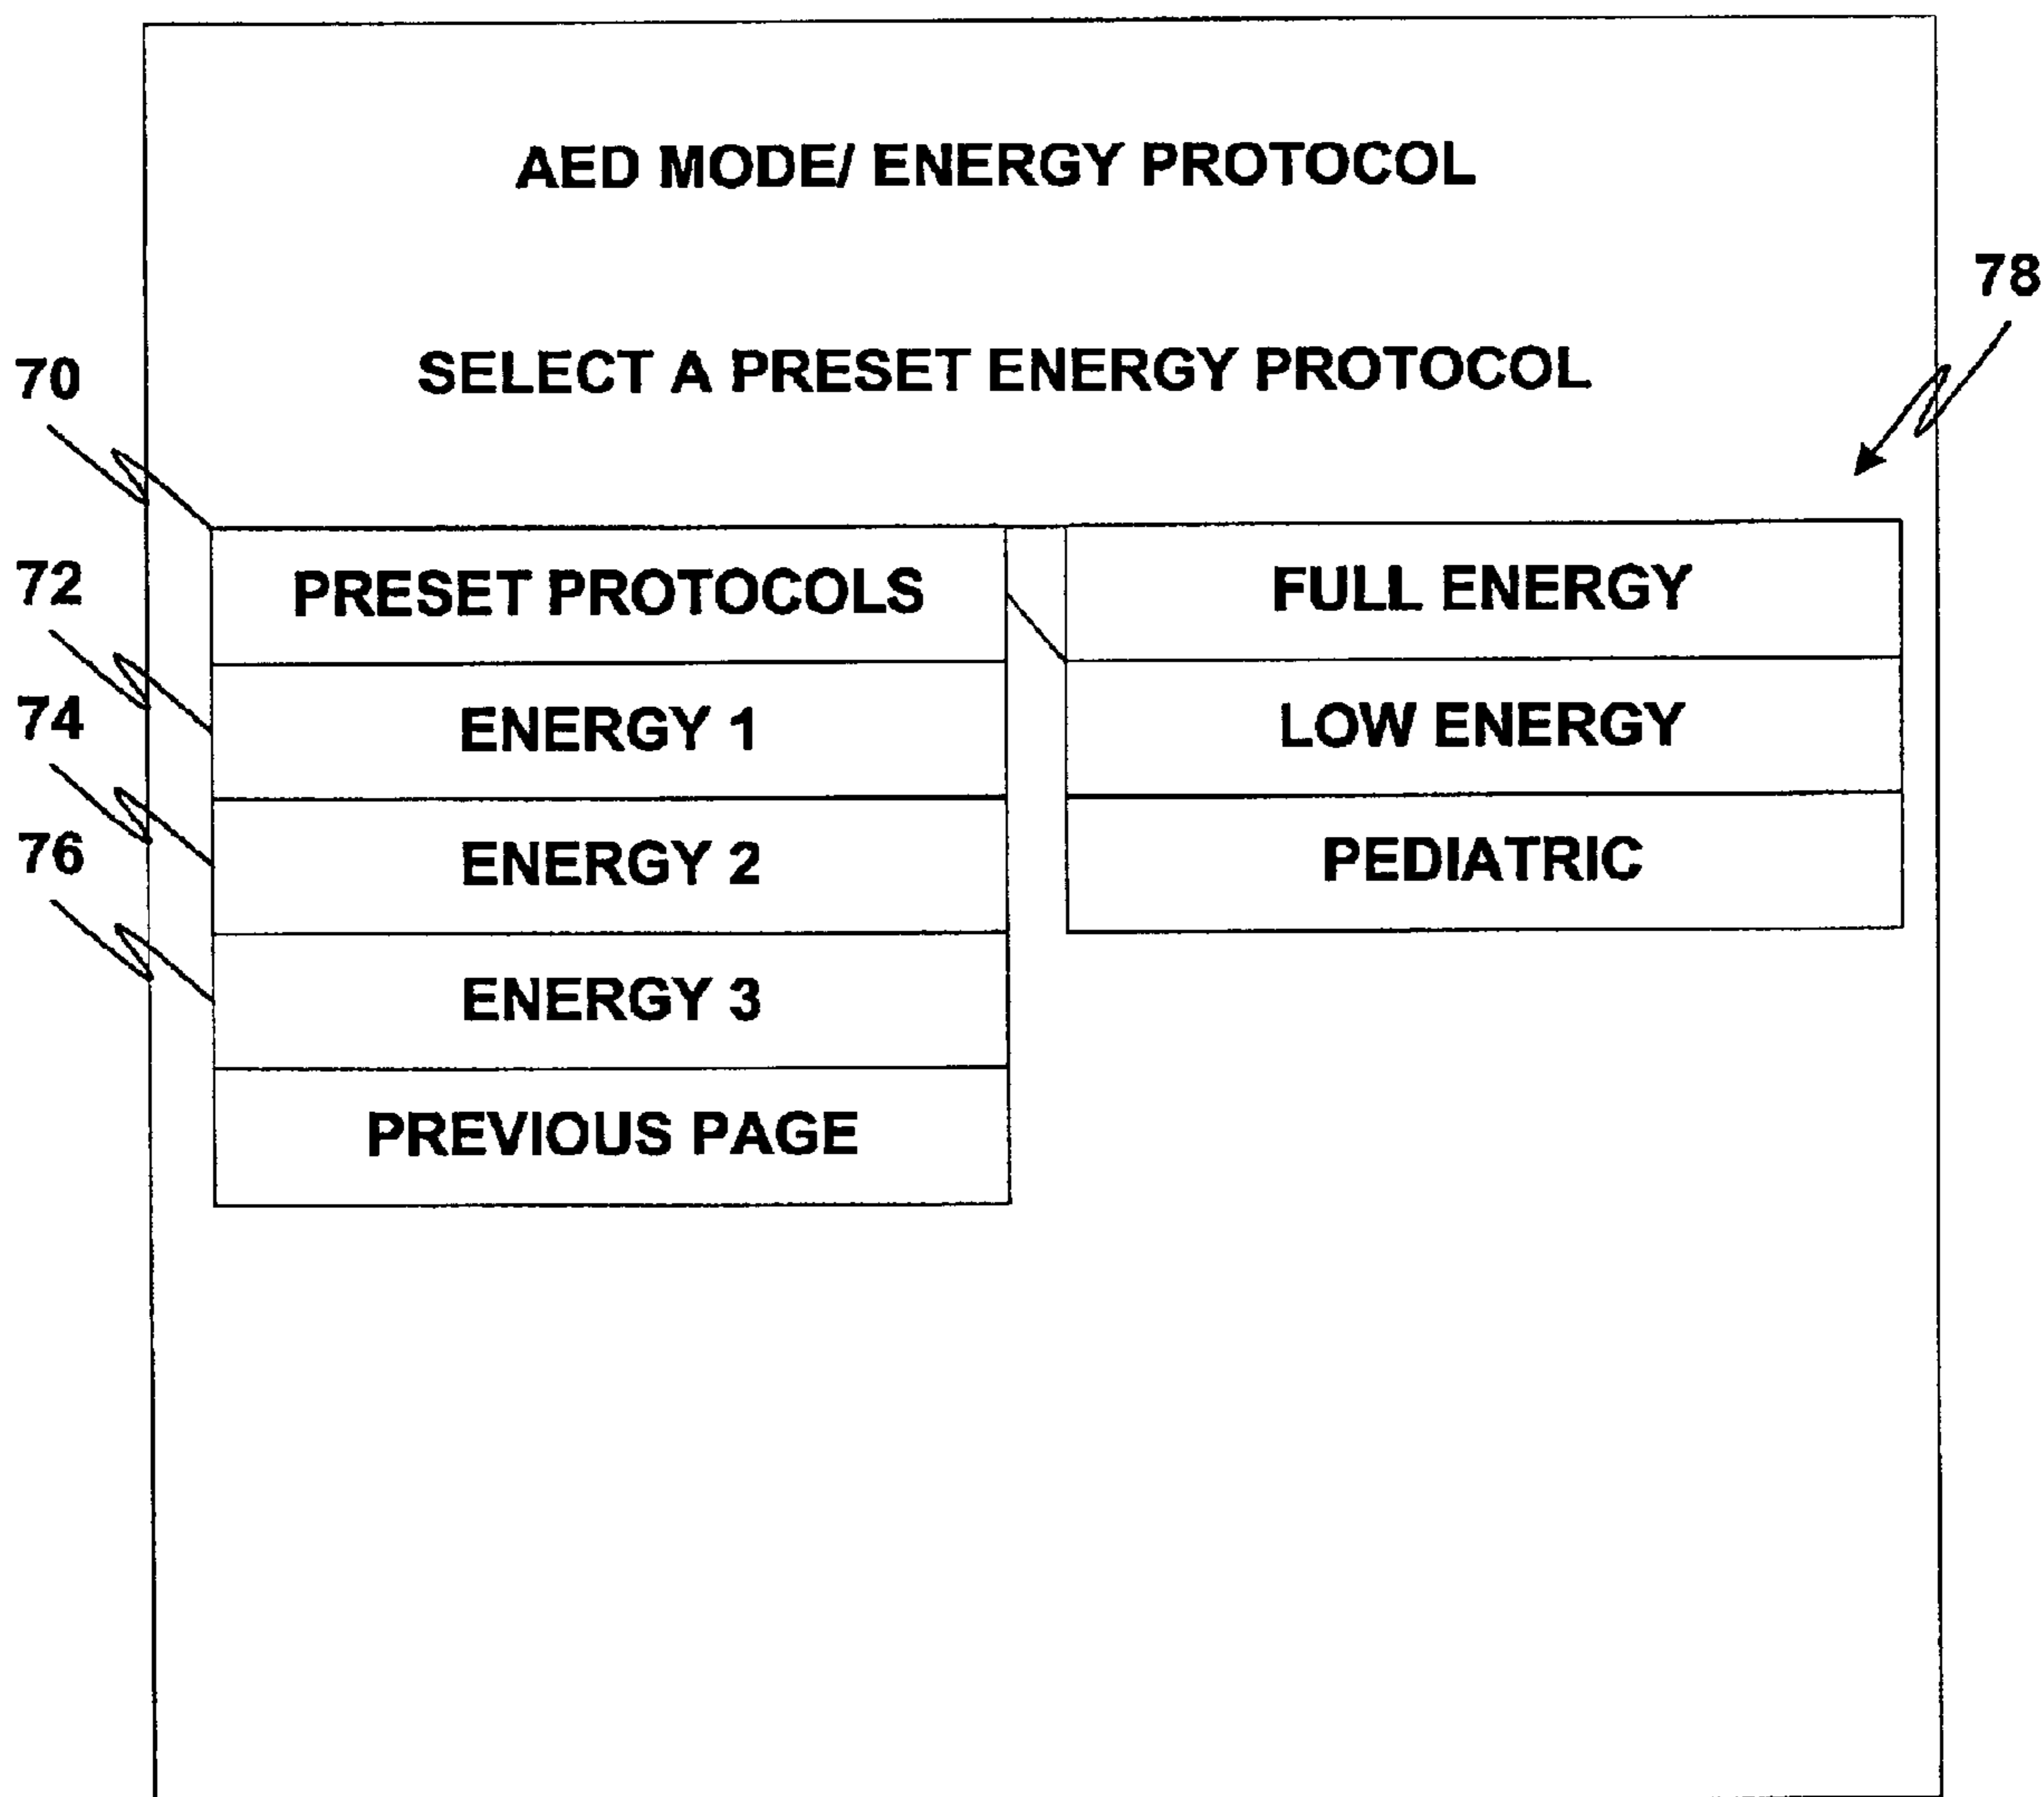 AED MODE/ ENERGY PROTOCOL
78
SELECT A PRESET ENERGY PROTOCOL
70
PRESET PROTOCOLS
FULL ENERGY
72
ENERGY 1
LOW ENERGY
74
ENERGY 2
PEDIATRIC
76
ENERGY 3
PREVIOUS PAGE